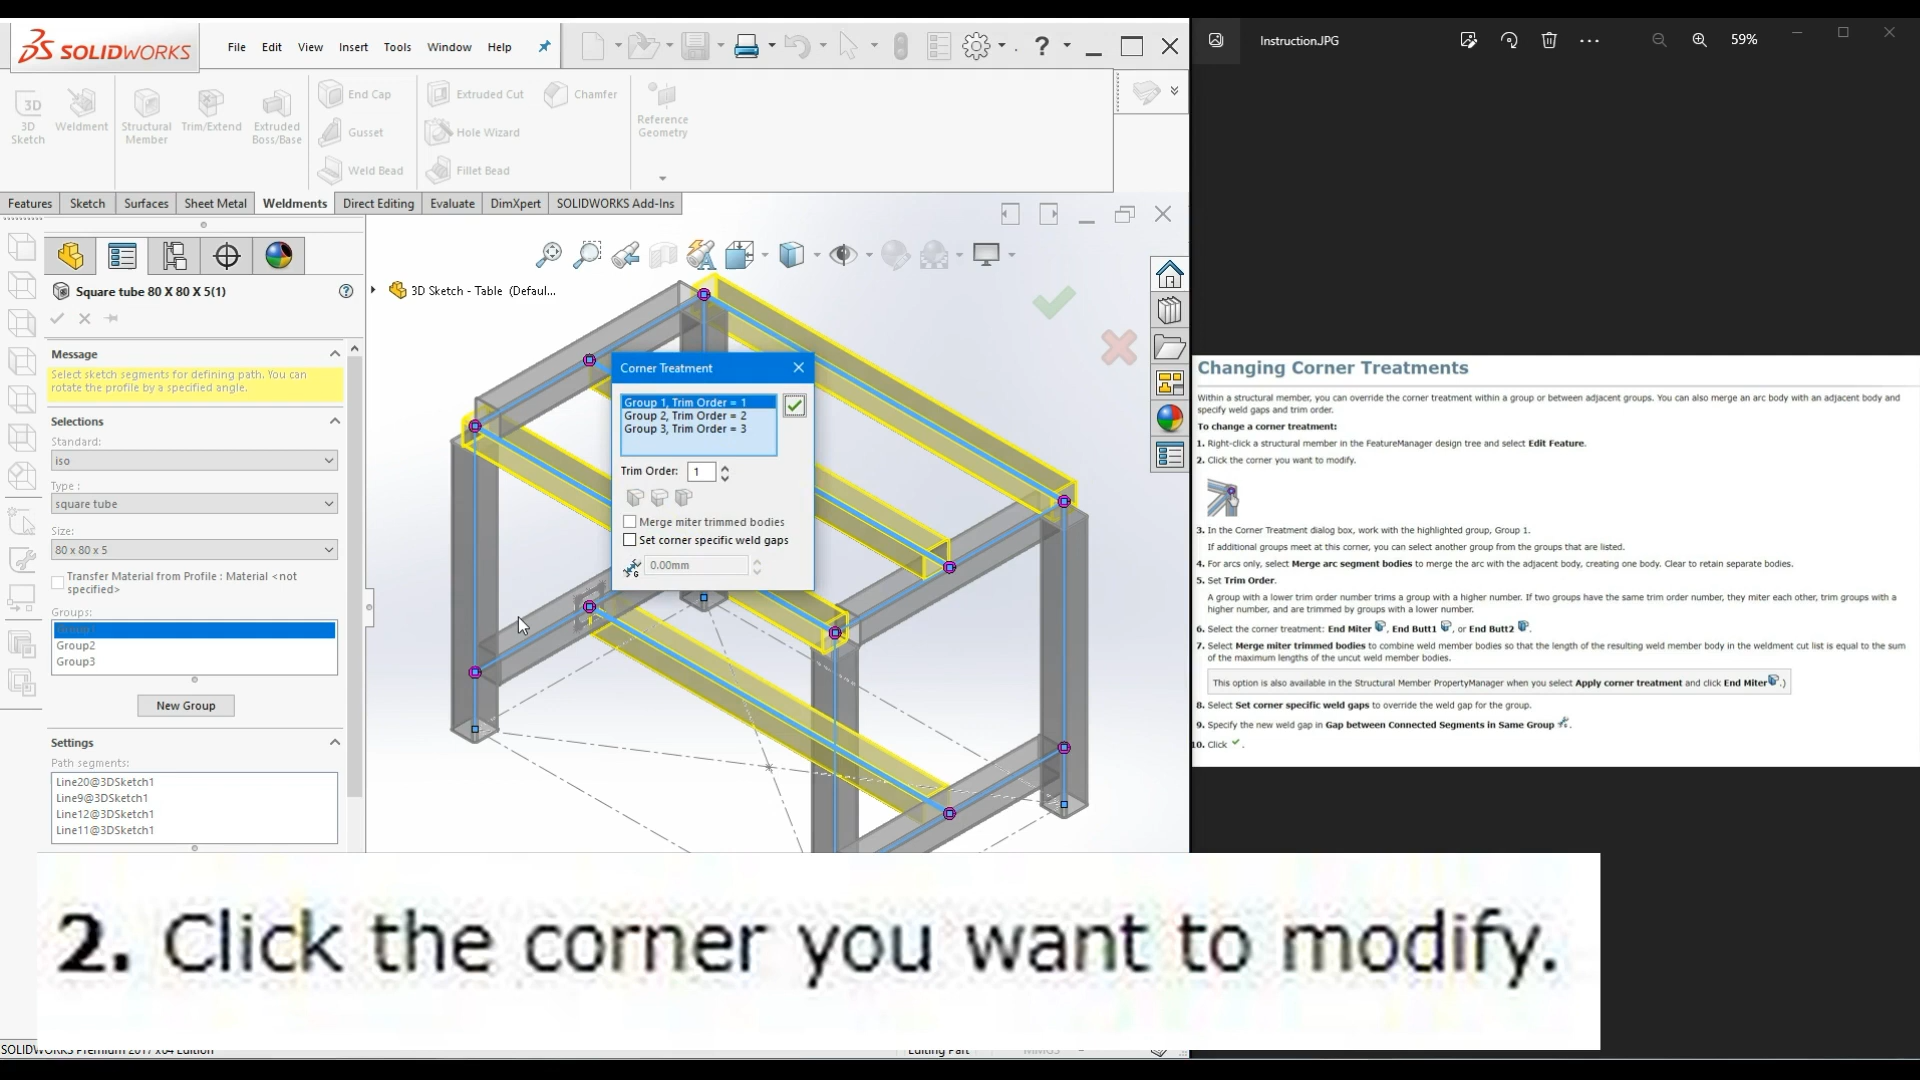 SOLIDWORKS
File Edit View Insert Tools Window Help
Instruction.JPG
59%
3D Sketch
Weldment
Structural Member
Trim/Extend
Extruded Boss/Base
End Cap
Gusset
Weld Bead
Extruded Cut
Hole Wizard
Fillet Bead
Chamfer
Reference Geometry
Features Sketch Surfaces Sheet Metal Weldments Direct Editing Evaluate DimXpert SOLIDWORKS Add-Ins
Square tube 80 X 80 X 5(1)
3D Sketch - Table (Defaul...
Message
Select sketch segments for defining path. You can
rotate the profile by a specified angle.
Selections
Standard:
iso
Type :
square tube
Size:
80 x 80 x 5
Transfer Material from Profile : Material <not
specified>
Groups:
Group1
Group2
Group3
New Group
Settings
Path segments:
Line20@3DSketch1
Line9@3DSketch1
Line12@3DSketch1
Line11@3DSketch1
Corner Treatment
Group 1, Trim Order = 1
Group 2, Trim Order = 2
Group 3, Trim Order = 3
Trim Order: 1
Merge miter trimmed bodies
Set corner specific weld gaps
G 0.00mm
Changing Corner Treatments
Within a structural member, you can override the corner treatment within a group or between adjacent groups. You can also merge an arc body with an adjacent body and
specify weld gaps and trim order.
To change a corner treatment:
1. Right-click a structural member in the FeatureManager design tree and select Edit Feature.
2. Click the corner you want to modify.
3. In the Corner Treatment dialog box, work with the highlighted group, Group 1.
If additional groups meet at this corner, you can select another group from the groups that are listed.
4. For arcs only, select Merge arc segment bodies to merge the arc with the adjacent body, creating one body. Clear to retain separate bodies.
5. Set Trim Order.
A group with a lower trim order number trims a group with a higher number. If two groups have the same trim order number, they miter each other, trim groups with a
higher number, and are trimmed by groups with a lower number.
6. Select the corner treatment: End Miter , End Butt1 , or End Butt2 .
7. Select Merge miter trimmed bodies to combine weld member bodies so that the length of the resulting weld member body in the weldment cut list is equal to the sum
of the maximum lengths of the uncut weld member bodies.
This option is also available in the Structural Member PropertyManager when you select Apply corner treatment and click End Miter .)
8. Select Set corner specific weld gaps to override the weld gap for the group.
9. Specify the new weld gap in Gap between Connected Segments in Same Group .
10. Click .
2. Click the corner you want to modify.
SOLIDWORKS Premium 2017 x64 Edition
Editing Part
MMGS